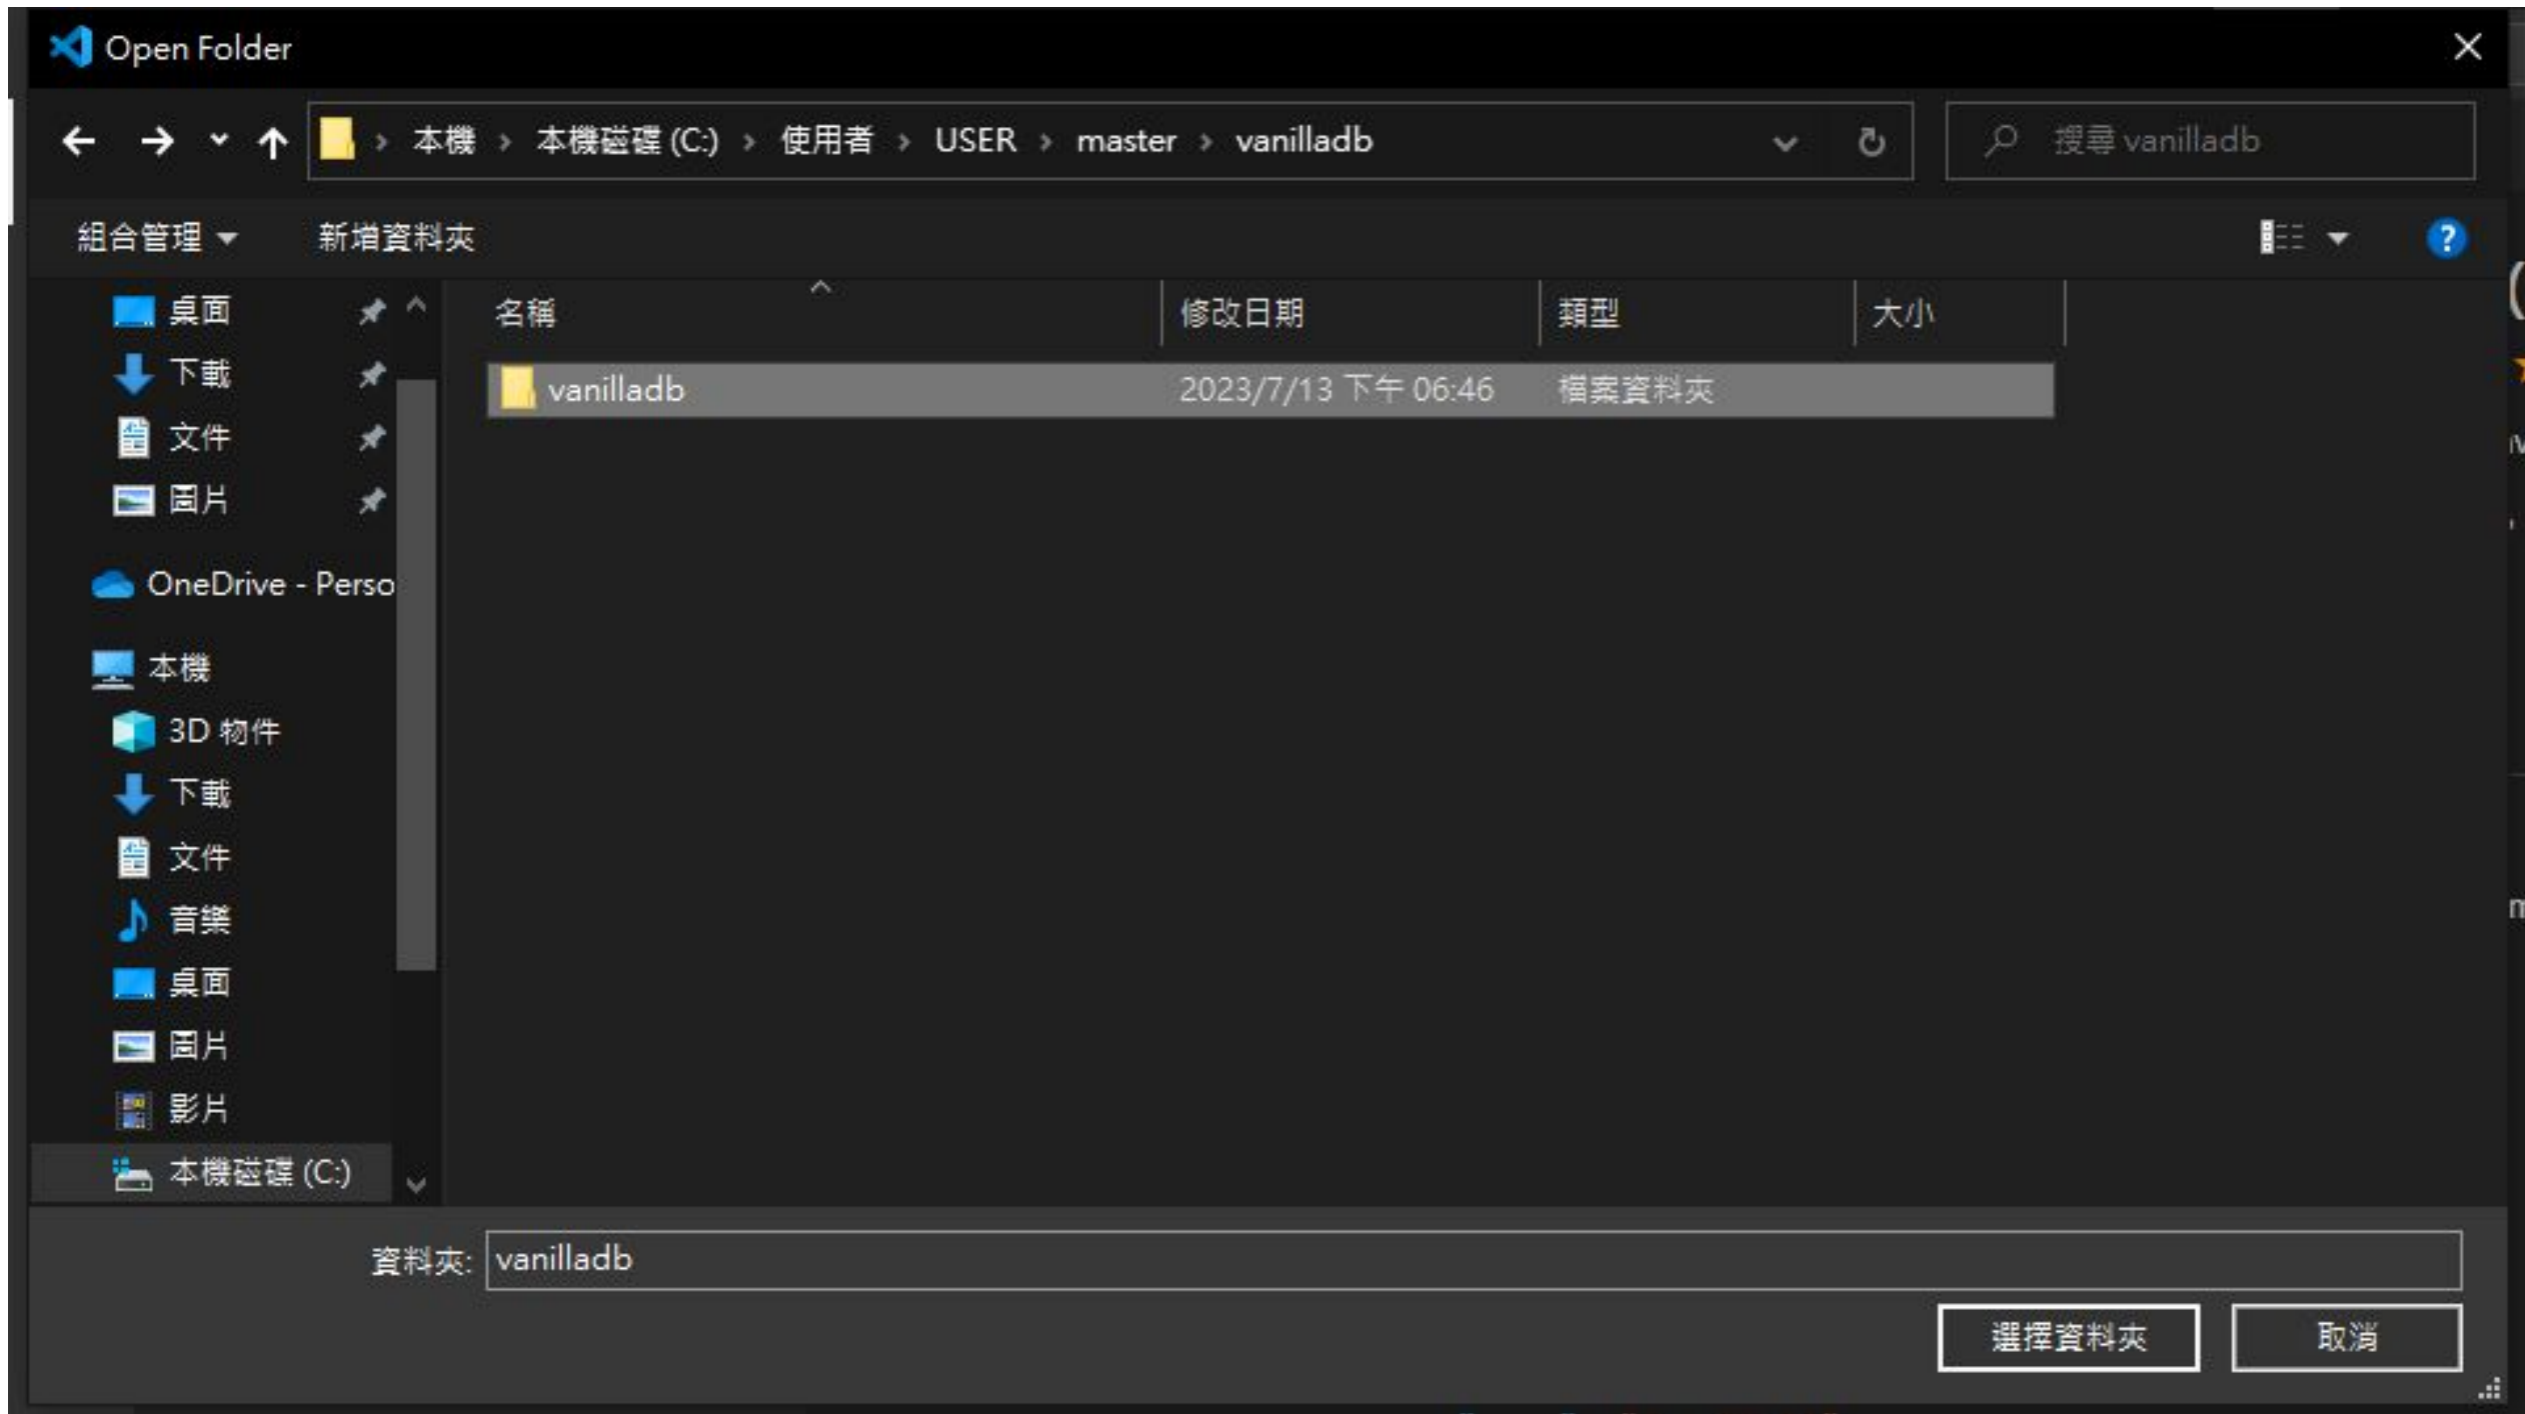 Open Folder
本機 本機磁碟 (C:) 使用者 USER master vanilladb
搜尋 vanilladb
組合管理 新增資料夾
桌面
下載
文件
圖片
OneDrive - Perso
本機
3D 物件
下載
文件
音樂
桌面
圖片
影片
本機磁碟 (C:)
名稱 修改日期 類型 大小
vanilladb 2023/7/13 下午 06:46 檔案資料夾
資料夾: vanilladb
選擇資料夾 取消